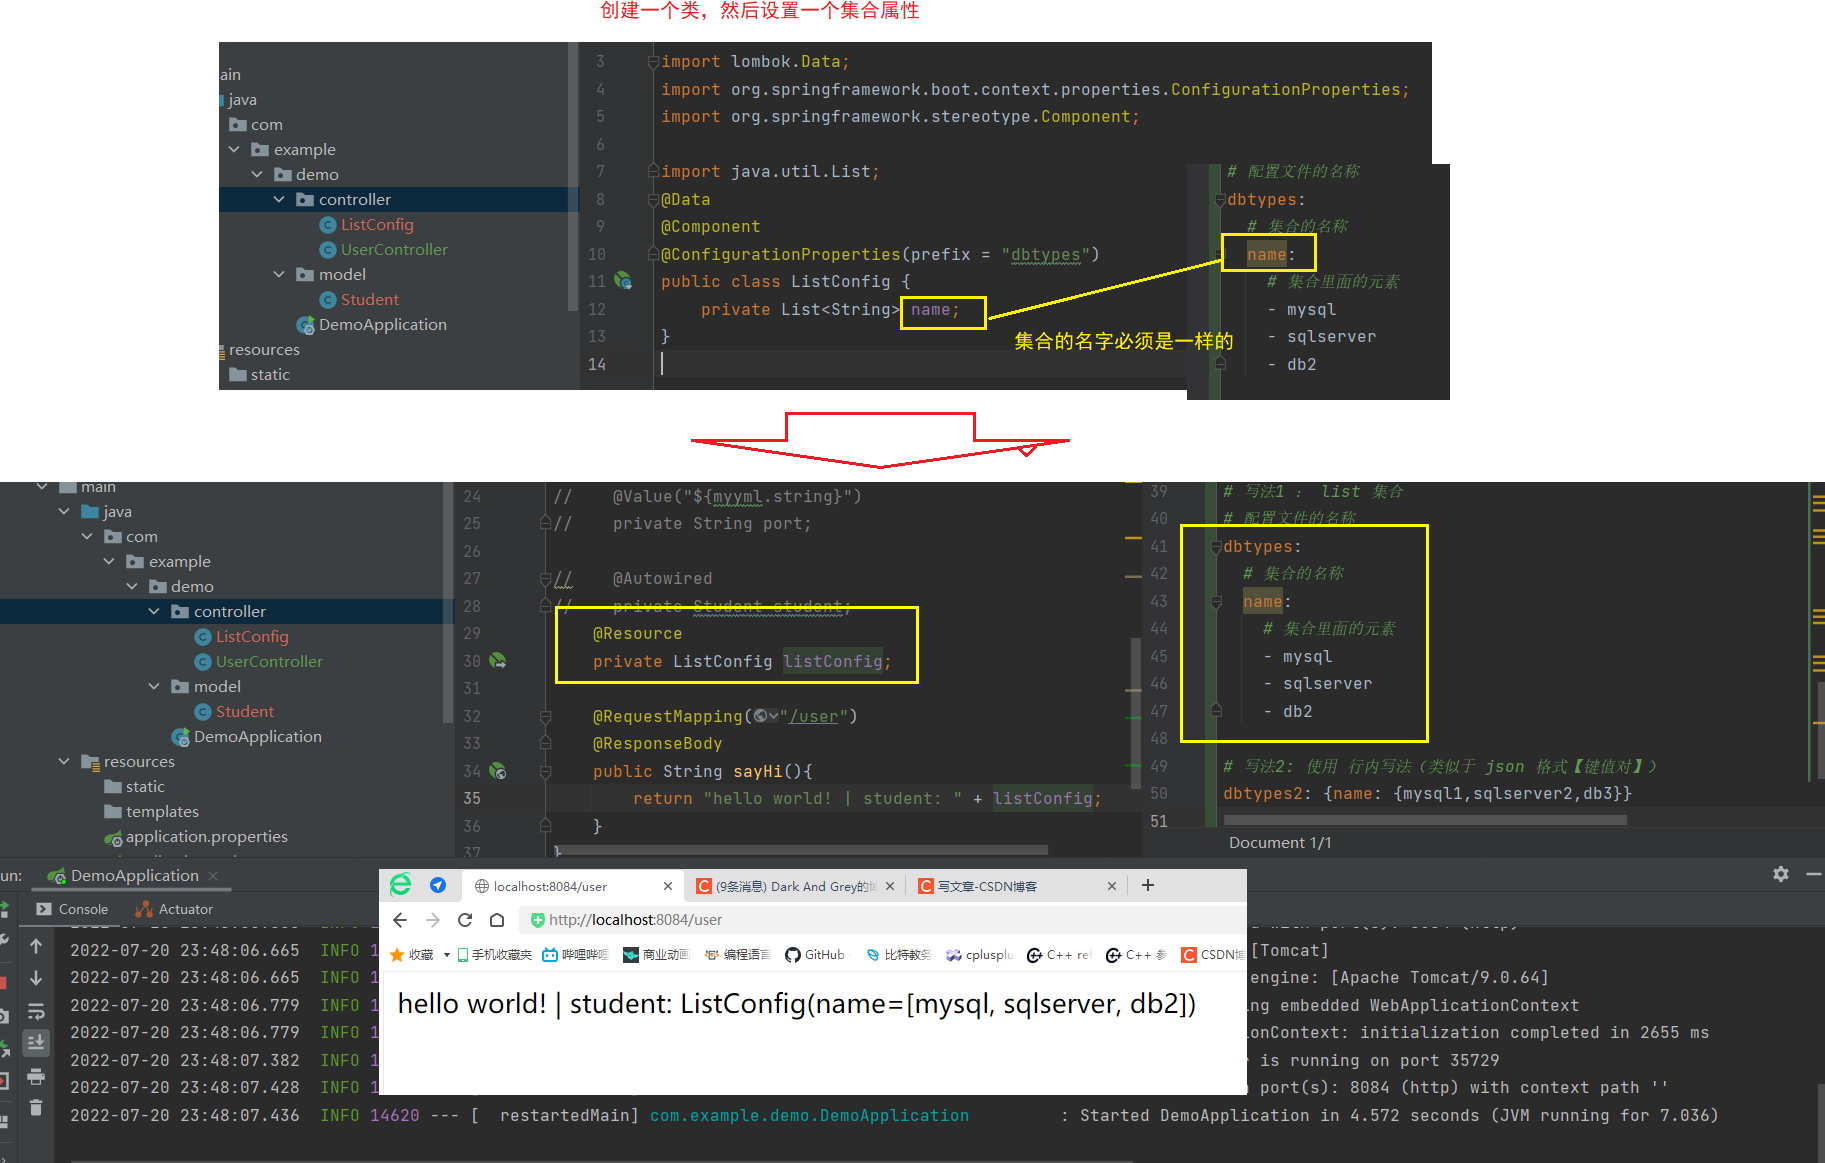 创建一个类，然后设置一个集合属性
ain
java
com
example
demo
controller
ListConfig
UserController
model
Student
DemoApplication
resources
static
3 import lombok.Data;
4 import org.springframework.boot.context.properties.ConfigurationProperties;
5 import org.springframework.stereotype.Component;
6
7 import java.util.List;
8 @Data
9 @Component
10 @ConfigurationProperties(prefix = "dbtypes")
11 public class ListConfig {
12 private List<String> name;
13 }
14
集合的名字必须是一样的
# 配置文件的名称
dbtypes:
# 集合的名称
name:
# 集合里面的元素
- mysql
- sqlserver
- db2
main
java
com
example
demo
controller
ListConfig
UserController
model
Student
DemoApplication
resources
static
templates
application.properties
24 // @Value("${myyml.string}")
25 // private String port;
26
27 // @Autowired
28 // private Student student;
29 @Resource
30 private ListConfig listConfig;
31
32 @RequestMapping("/user")
33 @ResponseBody
34 public String sayHi(){
35 return "hello world! | student: " + listConfig;
36 }
37 }
39 # 写法1 : list 集合
40 # 配置文件的名称
41 dbtypes:
42 # 集合的名称
43 name:
44 # 集合里面的元素
45 - mysql
46 - sqlserver
47 - db2
48
49 # 写法2: 使用 行内写法（类似于 json 格式【键值对】）
50 dbtypes2: {name: {mysql1,sqlserver2,db3}}
51
Document 1/1
un: DemoApplication
Console Actuator
2022-07-20 23:48:06.665 INFO 1 [Tomcat]
2022-07-20 23:48:06.665 INFO 1 engine: [Apache Tomcat/9.0.64]
2022-07-20 23:48:06.779 INFO 1 ng embedded WebApplicationContext
2022-07-20 23:48:06.779 INFO 1 onContext: initialization completed in 2655 ms
2022-07-20 23:48:07.382 INFO 1 r is running on port 35729
2022-07-20 23:48:07.428 INFO 1 port(s): 8084 (http) with context path ''
2022-07-20 23:48:07.436 INFO 14620 --- [ restartedMain] com.example.demo.DemoApplication : Started DemoApplication in 4.572 seconds (JVM running for 7.036)
localhost:8084/user
(9条消息) Dark And Grey的博
写文章-CSDN博客
http://localhost:8084/user
收藏 手机收藏夹 哔哩哔哩 商业动画 编程语言 GitHub 比特教务 cplusplu C++ ref C++ 参 CSDN博
hello world! | student: ListConfig(name=[mysql, sqlserver, db2])